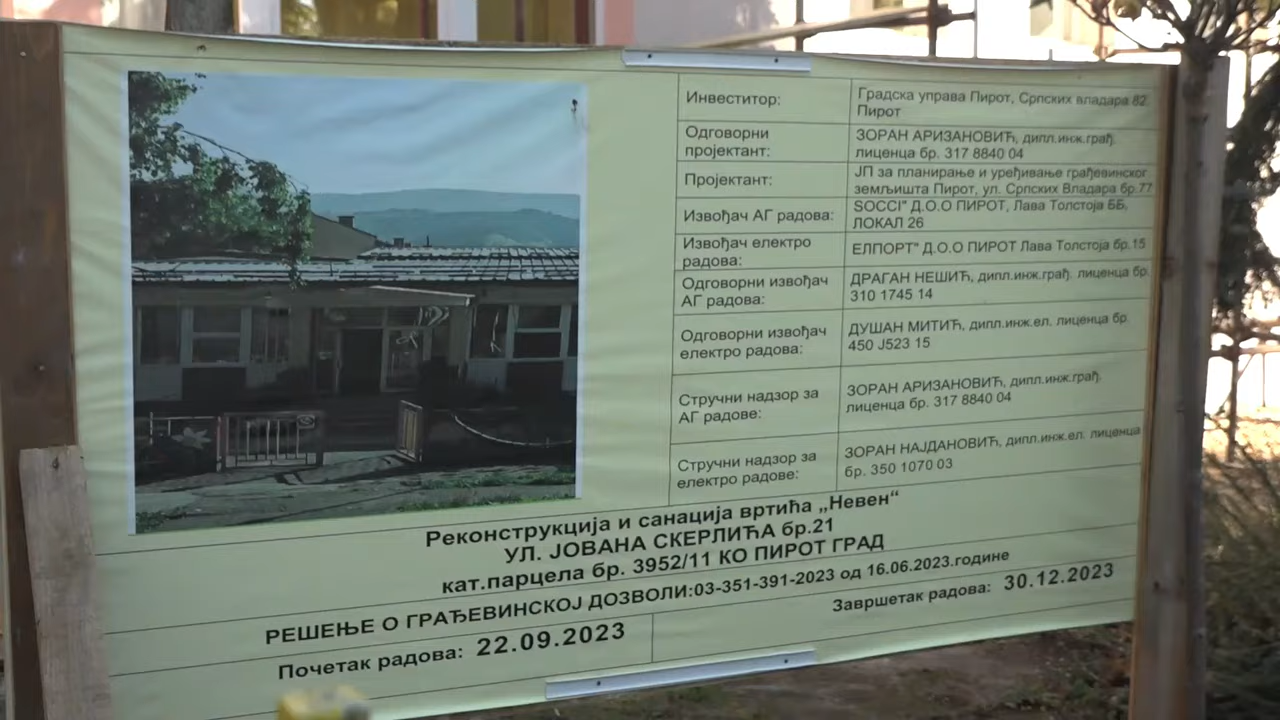 Инвеститор:
Градска управа Пирот, Српских владара 82
Пирот
Одговорни
пројектант:
ЗОРАН АРИЗАНОВИЋ, дипл.инж.грађ.
лиценца бр. 317 8840 04
Пројектант:
ЈП за планирање и уређивање грађевинског
земљишта Пирот, ул. Српских Владара бр.77
Извођач АГ радова:
SOCCI" Д.О.О ПИРОТ, Лава Толстоја ББ,
ЛОКАЛ 26
Извођач електро
радова:
ЕЛПОРТ" Д.О.О ПИРОТ Лава Толстоја бр.15
Одговорни извођач
АГ радова:
ДРАГАН НЕШИЋ, дипл.инж.грађ. лиценца бр.
310 1745 14
Одговорни извођач
електро радова:
ДУШАН МИТИЋ, дипл.инж.ел. лиценца бр.
450 Ј523 15
Стручни надзор за
АГ радове:
ЗОРАН АРИЗАНОВИЋ, дипл.инж.грађ.
лиценца бр. 317 8840 04
Стручни надзор за
електро радове:
ЗОРАН НАЈДАНОВИЋ, дипл.инж.ел. лиценца
бр. 350 1070 03
Реконструкција и санација вртића „Невен“
УЛ. ЈОВАНА СКЕРЛИЋА бр.21
кат.парцела бр. 3952/11 КО ПИРОТ ГРАД
РЕШЕЊЕ О ГРАЂЕВИНСКОЈ ДОЗВОЛИ:03-351-391-2023 од 16.06.2023.године
Почетак радова: 22.09.2023
Завршетак радова: 30.12.2023